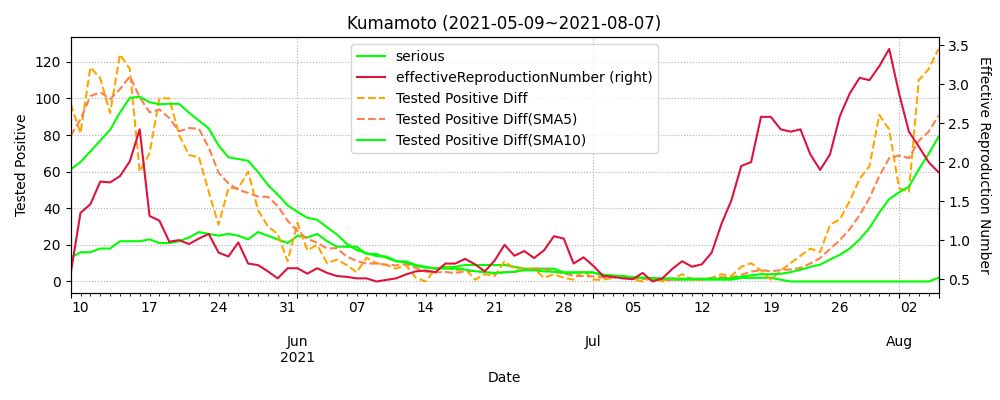 Kumamoto (2021-05-09~2021-08-07)
serious
effectiveReproductionNumber (right)
Tested Positive Diff
Tested Positive Diff(SMA5)
Tested Positive Diff(SMA10)
Tested Positive
120
100
80
60
40
20
0
Effective Reproduction Number
3.5
3.0
2.5
2.0
1.5
1.0
0.5
10 17 24 31 07 14 21 28 05 12 19 26 02
Jun Jul Aug
2021
Date